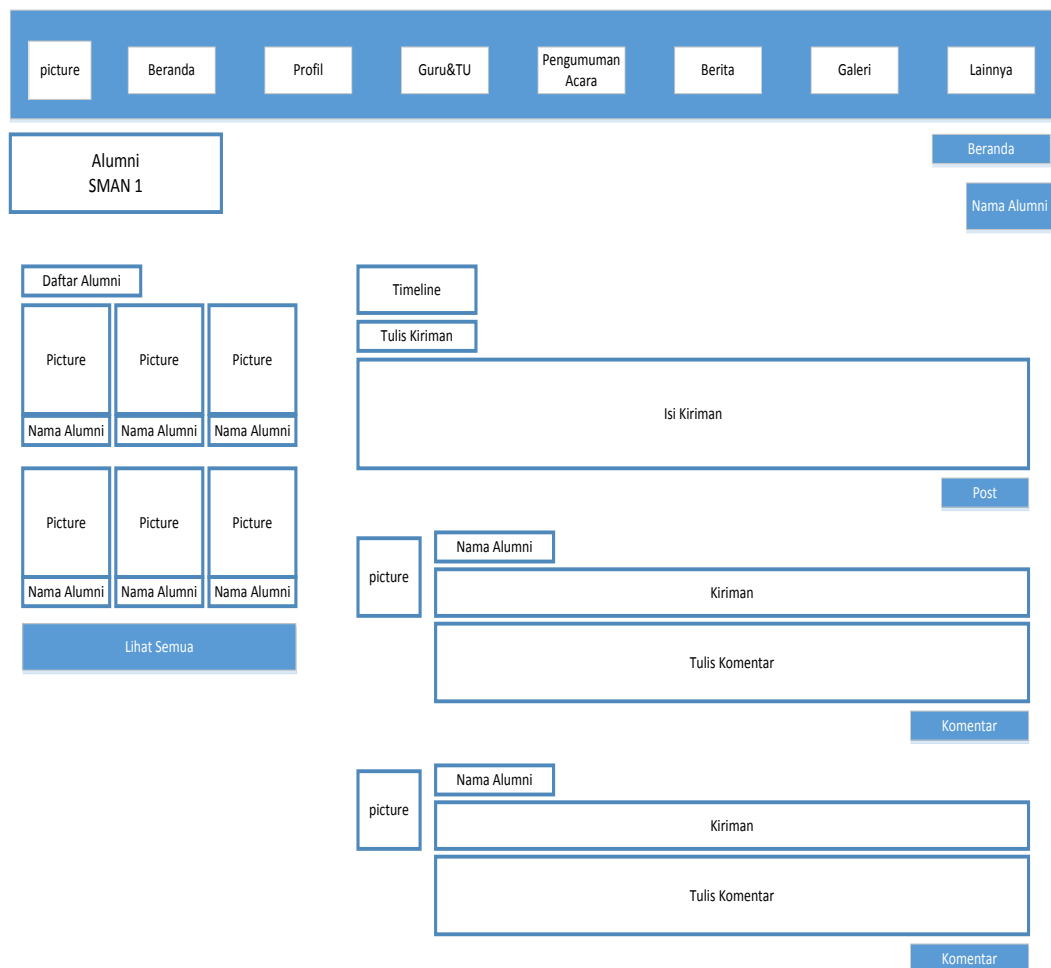 picture
Beranda
Profil
Guru&TU
Pengumuman
Acara
Berita
Galeri
Lainnya
Alumni
SMAN 1
Beranda
Nama Alumni
Daftar Alumni
Picture
Picture
Picture
Nama Alumni
Nama Alumni
Nama Alumni
Picture
Picture
Picture
Nama Alumni
Nama Alumni
Nama Alumni
Lihat Semua
Timeline
Tulis Kiriman
Isi Kiriman
Post
picture
Nama Alumni
Kiriman
Tulis Komentar
Komentar
picture
Nama Alumni
Kiriman
Tulis Komentar
Komentar